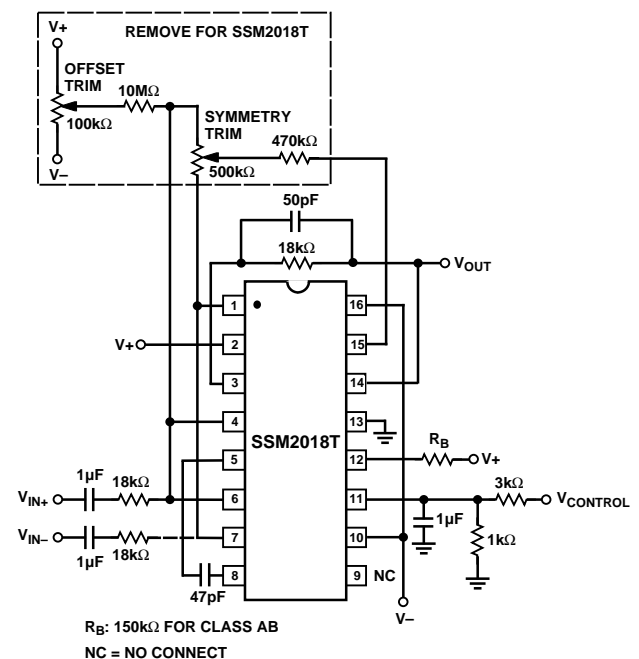 V+
REMOVE FOR SSM2018T
OFFSET
TRIM
10MΩ
100kΩ
V–
SYMMETRY
TRIM
470kΩ
500kΩ
50pF
18kΩ
VOUT
1
16
V+
2
15
3
14
4
13
SSM2018T
5
12
RB
V+
1µF
18kΩ
VIN+
6
11
3kΩ
VCONTROL
1µF
1kΩ
VIN–
7
10
1µF
18kΩ
8
9
NC
47pF
V–
RB: 150kΩ FOR CLASS AB
NC = NO CONNECT